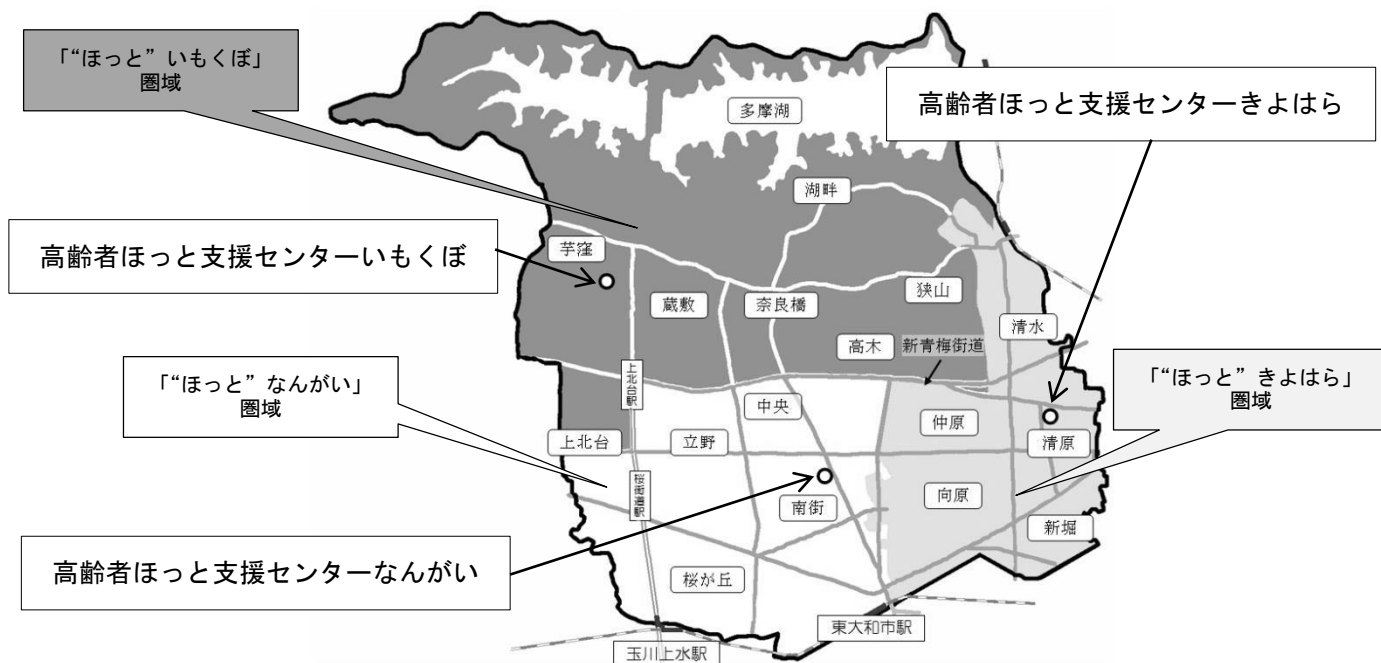 「“ほっと”いもくぼ」
圏域
高齢者ほっと支援センターきよはら
多摩湖
湖畔
高齢者ほっと支援センターいもくぼ
芋窪
蔵敷
奈良橋
狭山
清水
高木
新青梅街道
上北台駅
「“ほっと”なんがい」
圏域
「“ほっと”きよはら」
圏域
中央
仲原
清原
上北台
立野
桜街道駅
南街
向原
新堀
高齢者ほっと支援センターなんがい
桜が丘
東大和市駅
玉川上水駅